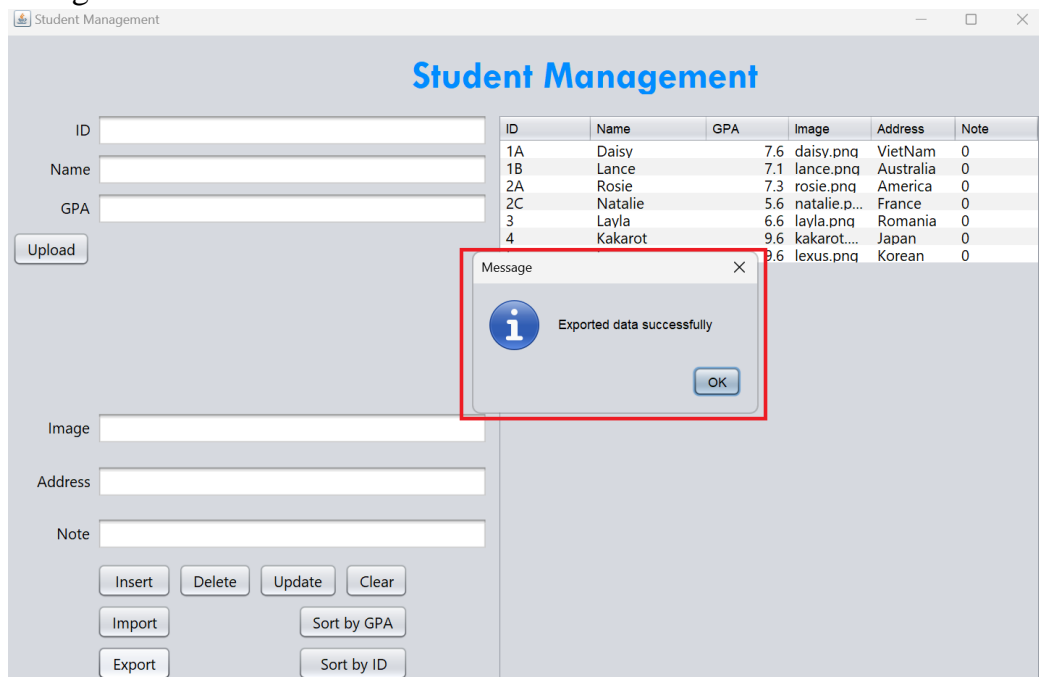 Student Management
Student Management
ID
Name
GPA
Upload
Image
Address
Note
Insert Delete Update Clear
Import Sort by GPA
Export Sort by ID
ID Name GPA Image Address Note
1A Daisy 7.6 daisy.png VietNam 0
1B Lance 7.1 lance.png Australia 0
2A Rosie 7.3 rosie.png America 0
2C Natalie 5.6 natalie.p... France 0
3 Layla 6.6 layla.png Romania 0
4 Kakarot 9.6 kakarot.... Japan 0
9.6 lexus.png Korean 0
Message
Exported data successfully
OK